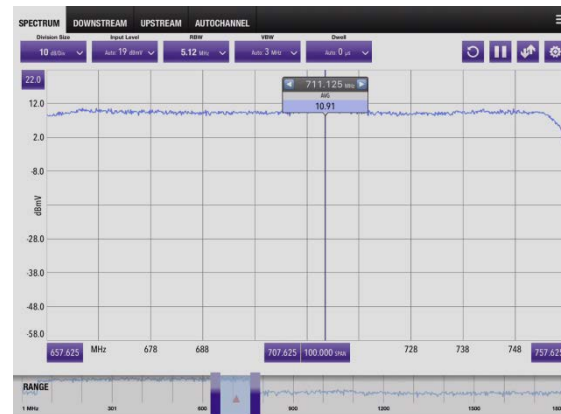 SPECTRUM DOWNSTREAM UPSTREAM AUTOCHANNEL
Division Size Input Level RBW VBW Dwell
10 dB/Div Auto: 19 dBmV 5.12 MHz Auto: 3 MHz Auto: 0 µs
22.0
711.125 MHz
AVG
10.91
12.0
2.0
-8.0
dBmV
-28.0
-38.0
-48.0
-58.0
657.625 MHz 678 688 707.625 100.000 SPAN 728 738 748 757.625
RANGE
1 MHz 301 600 900 1200 1500